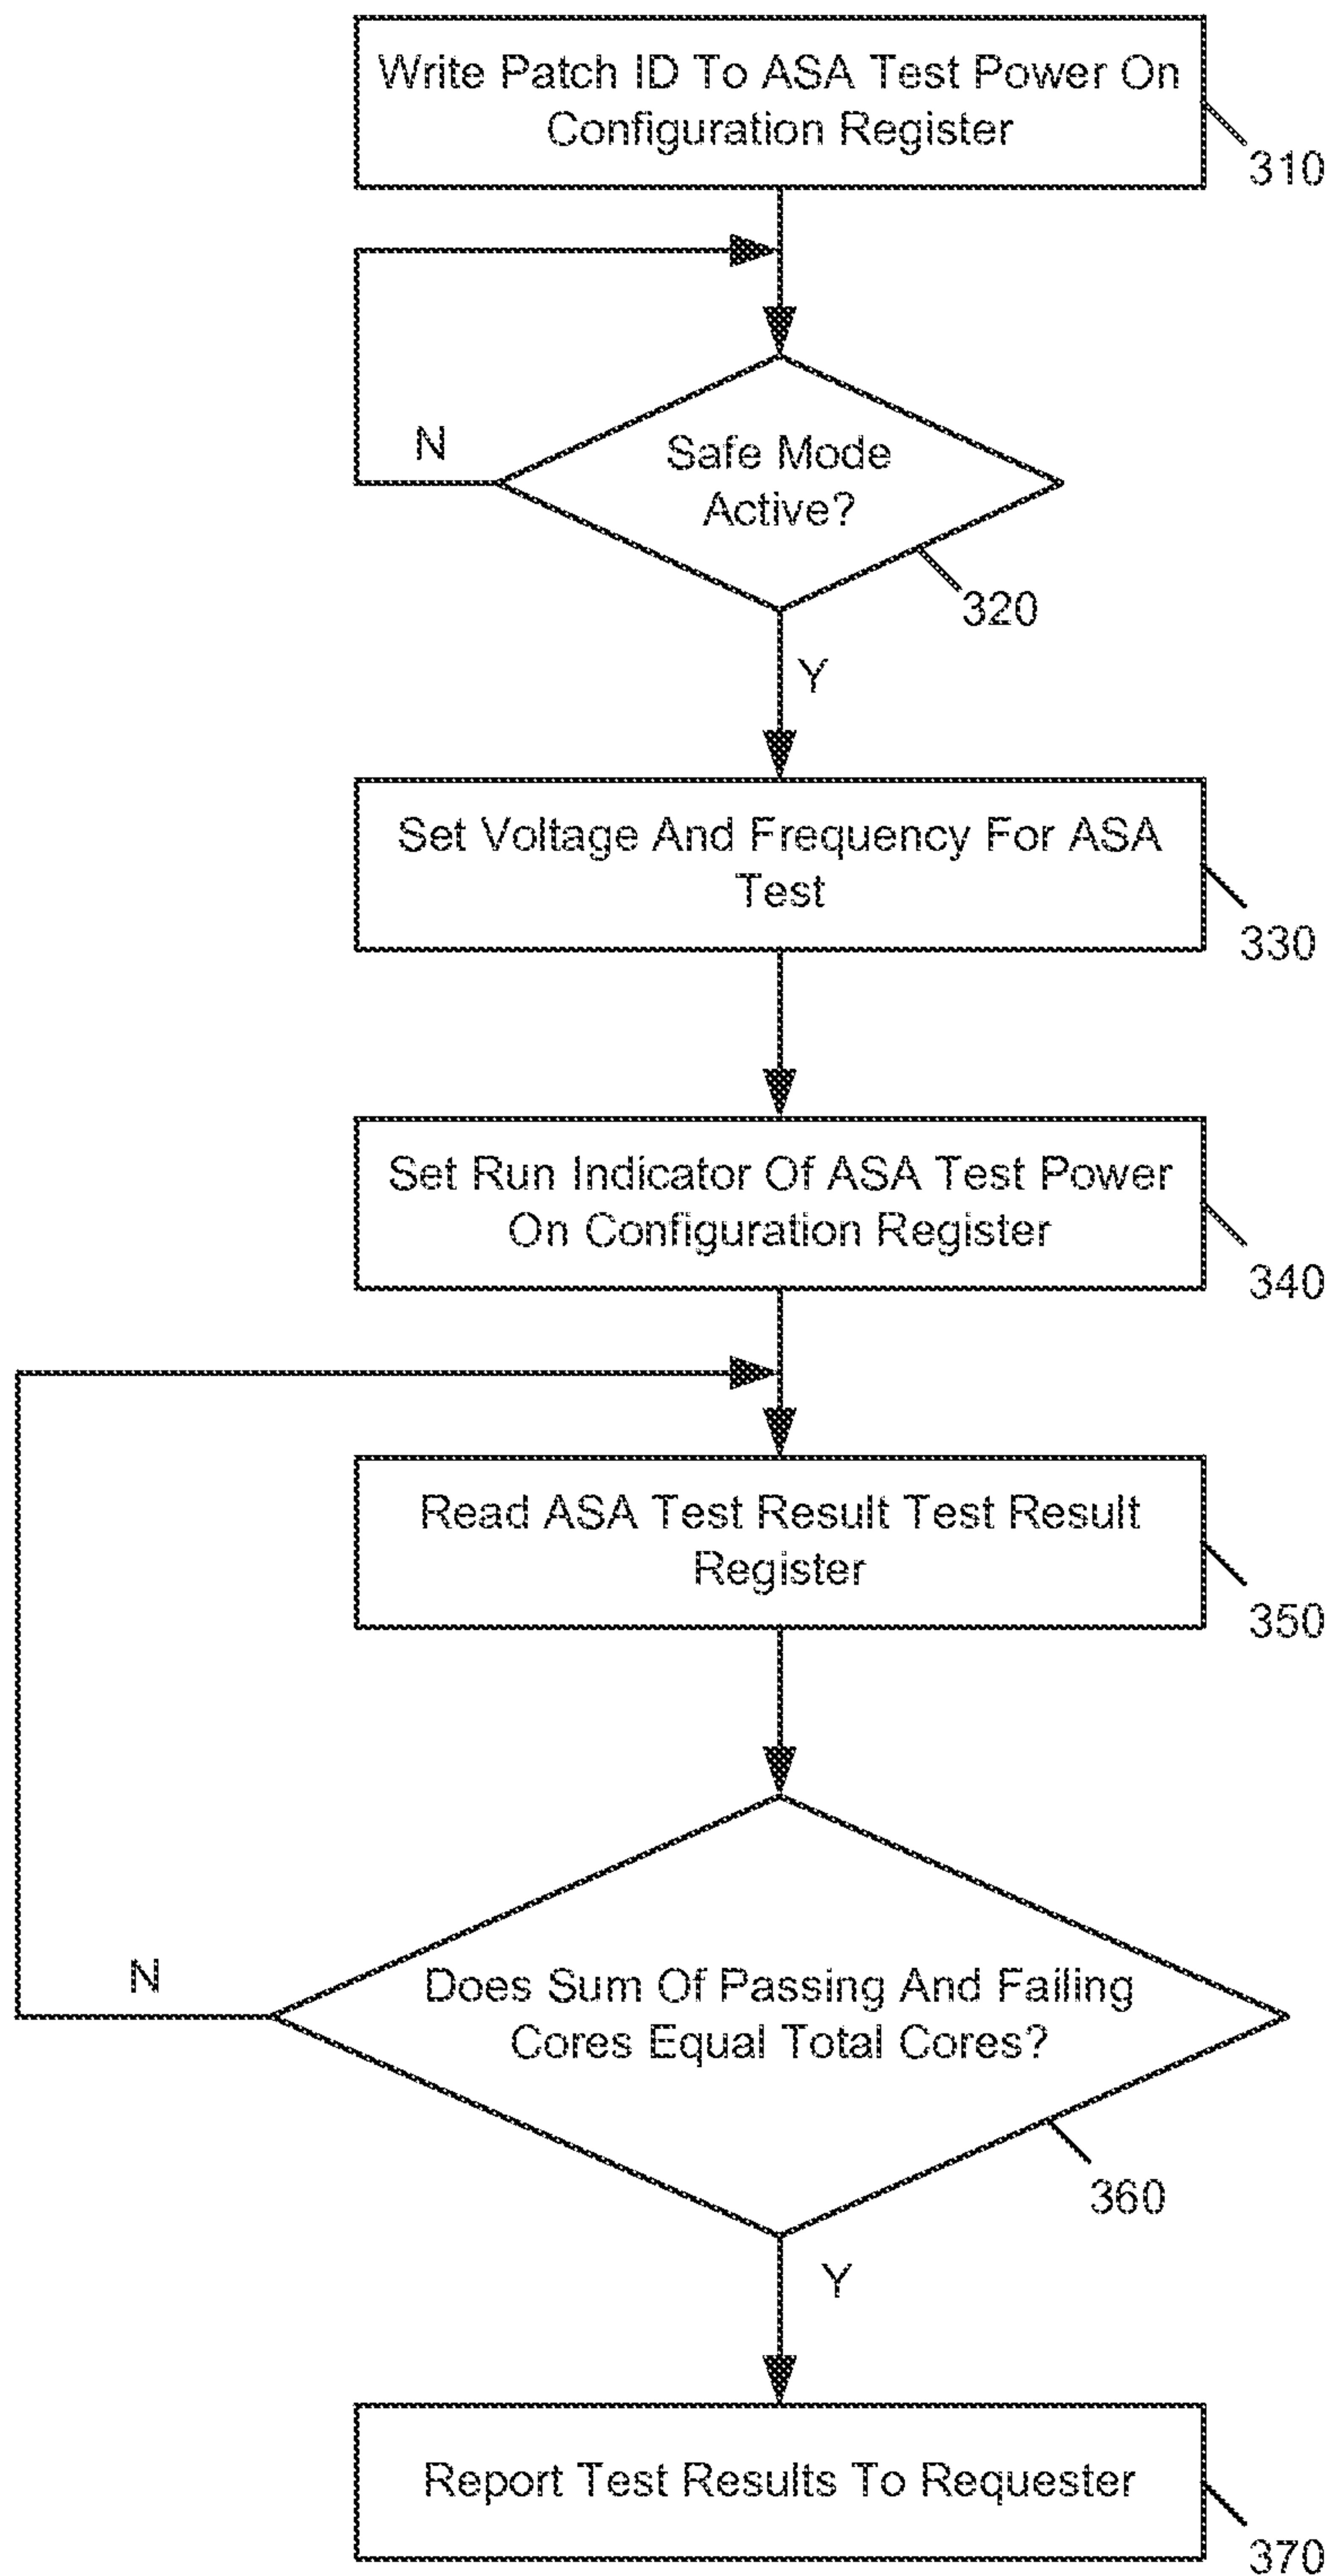 Write Patch ID To ASA Test Power On
Configuration Register
310
N
Safe Mode
Active?
320
Y
Set Voltage And Frequency For ASA
Test
330
Set Run Indicator Of ASA Test Power
On Configuration Register
340
Read ASA Test Result Test Result
Register
350
N
Does Sum Of Passing And Failing
Cores Equal Total Cores?
360
Y
Report Test Results To Requester
370